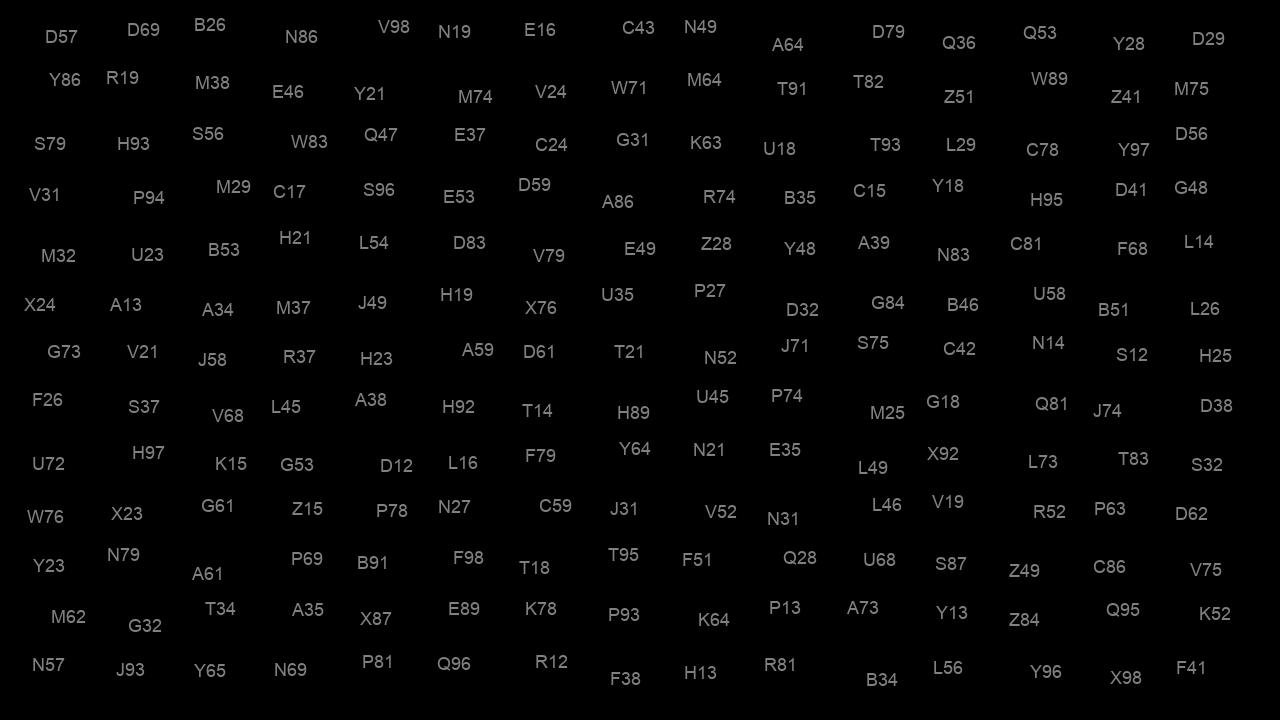 D57 D69 B26 N86 V98 N19 E16 C43 N49 A64 D79 Q36 Q53 Y28 D29
Y86 R19 M38 E46 Y21 M74 V24 W71 M64 T91 T82 Z51 W89 Z41 M75
S79 H93 S56 W83 Q47 E37 C24 G31 K63 U18 T93 L29 C78 Y97 D56
V31 P94 M29 C17 S96 E53 D59 A86 R74 B35 C15 Y18 H95 D41 G48
M32 U23 B53 H21 L54 D83 V79 E49 Z28 Y48 A39 N83 C81 F68 L14
X24 A13 A34 M37 J49 H19 X76 U35 P27 D32 G84 B46 U58 B51 L26
G73 V21 J58 R37 H23 A59 D61 T21 N52 J71 S75 C42 N14 S12 H25
F26 S37 V68 L45 A38 H92 T14 H89 U45 P74 M25 G18 Q81 J74 D38
U72 H97 K15 G53 D12 L16 F79 Y64 N21 E35 L49 X92 L73 T83 S32
W76 X23 G61 Z15 P78 N27 C59 J31 V52 N31 L46 V19 R52 P63 D62
Y23 N79 A61 P69 B91 F98 T18 T95 F51 Q28 U68 S87 Z49 C86 V75
M62 G32 T34 A35 X87 E89 K78 P93 K64 P13 A73 Y13 Z84 Q95 K52
N57 J93 Y65 N69 P81 Q96 R12 F38 H13 R81 B34 L56 Y96 X98 F41